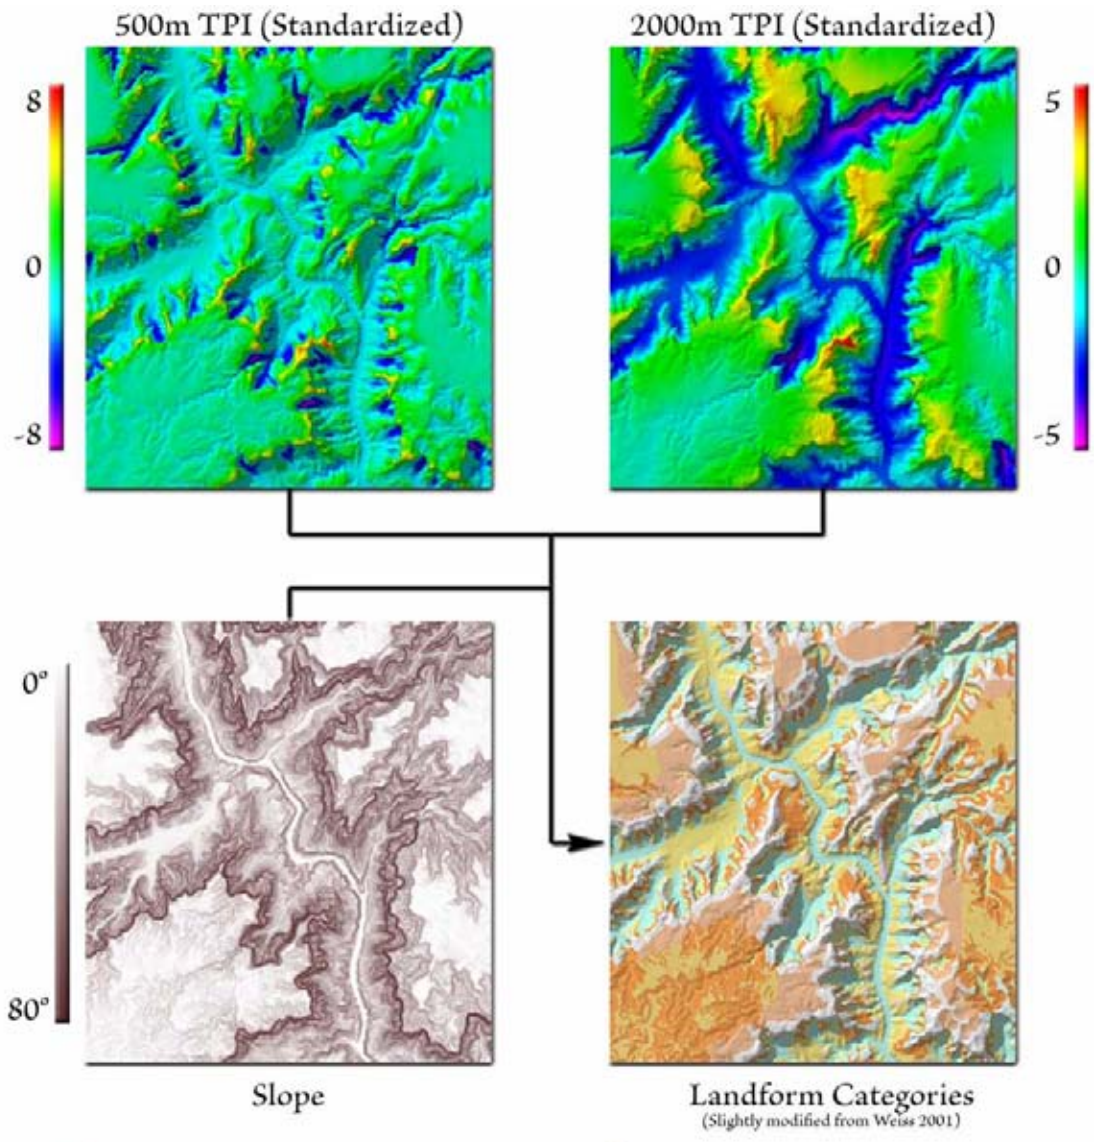 500m TPI (Standardized)
2000m TPI (Standardized)
8
0
-8
5
0
-5
0°
80°
Slope
Landform Categories
(Slightly modified from Weiss 2001)